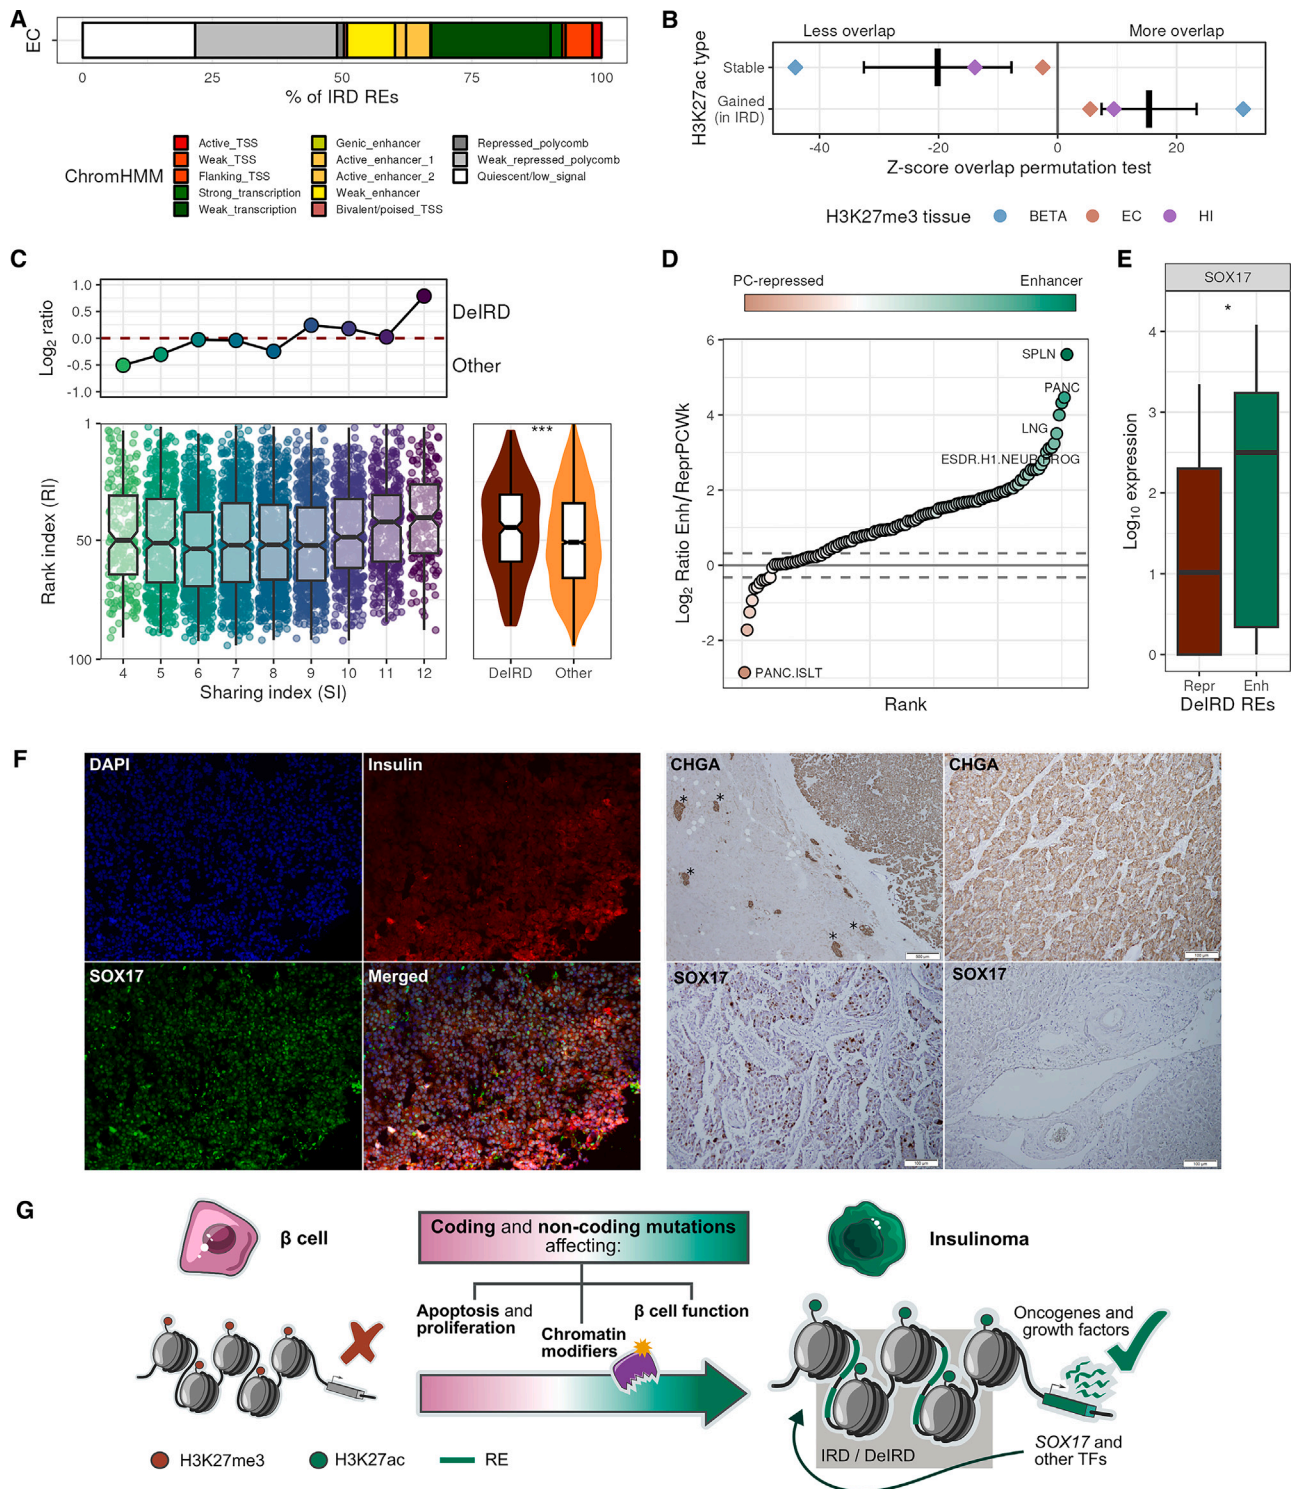 A
EC
0
25
50
75
100
% of IRD REs
ChromHMM
Active_TSS
Weak_TSS
Flanking_TSS
Strong_transcription
Weak_transcription
Genic_enhancer
Active_enhancer_1
Active_enhancer_2
Weak_enhancer
Bivalent/poised_TSS
Repressed_polycomb
Weak_repressed_polycomb
Quiescent/low_signal
B
Less overlap
More overlap
H3K27ac type
Stable
Gained
(in IRD)
-40
-20
0
20
Z-score overlap permutation test
H3K27me3 tissue
BETA
EC
HI
C
Log2 ratio
1.0
0.5
0.0
-0.5
-1.0
DeIRD
Other
Rank index (RI)
1
50
100
4
5
6
7
8
9
10
11
12
Sharing index (SI)
***
DeIRD
Other
D
PC-repressed
Enhancer
Log2 Ratio Enh/ReprPCWk
6
4
2
0
-2
SPLN
PANC
LNG
ESDR.H1.NEUR.PROG
PANC.ISLT
Rank
E
SOX17
*
Log10 expression
4
3
2
1
0
Repr
Enh
DeIRD REs
F
DAPI
Insulin
SOX17
Merged
CHGA
*
*
*
*
*
CHGA
100 µm
SOX17
100 µm
SOX17
100 µm
G
β cell
Coding and non-coding mutations
affecting:
Apoptosis and
proliferation
Chromatin
modifiers
β cell function
Insulinoma
Oncogenes and
growth factors
IRD / DeIRD
SOX17 and
other TFs
H3K27me3
H3K27ac
RE